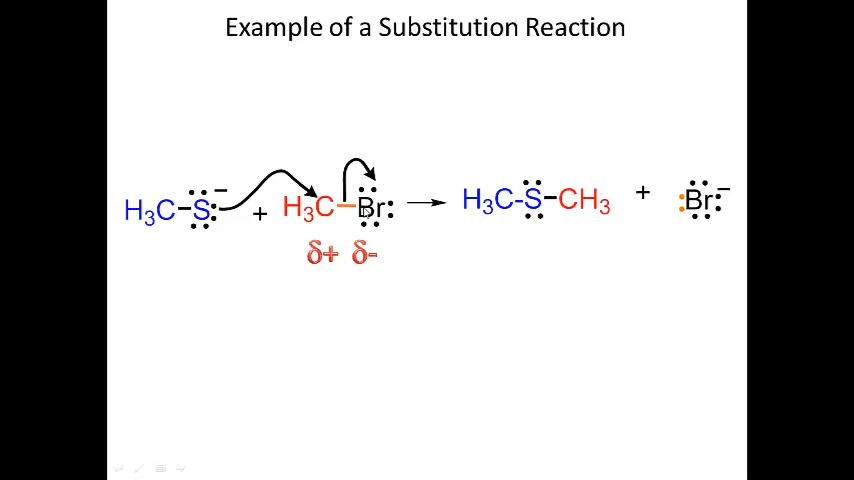 Example of a Substitution Reaction
H₃C-S:⁻ + H₃C-Br: → H₃C-S-CH₃ + :Br:⁻
δ+ δ-